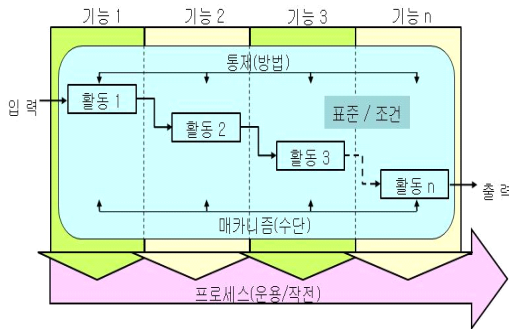 기능 1 기능 2 기능 3 기능 n
통제(방법)
입 력
활동 1
표준 / 조건
활동 2
활동 3
활동 n
출 력
매카니즘(수단)
프로세스(운용/작전)